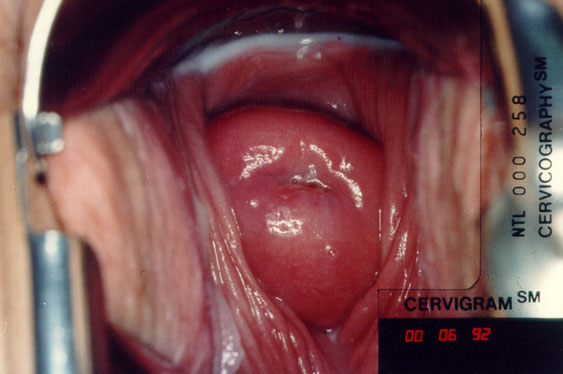 NTL 000 258
CERVICOGRAPHY SM
CERVIGRAM SM
00 06 92